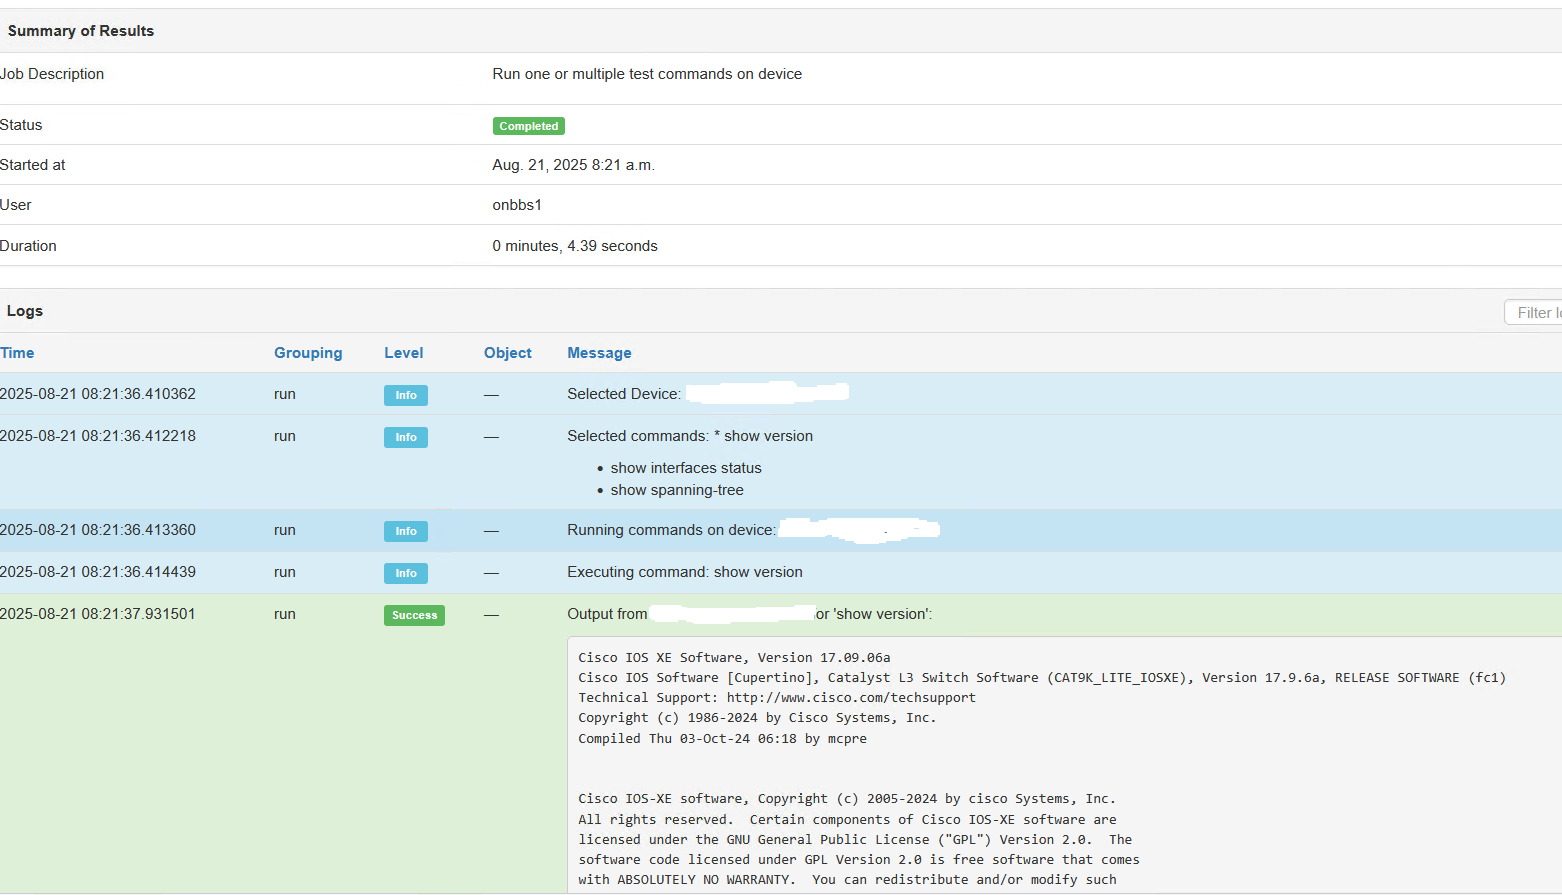 Summary of Results
Job Description Run one or multiple test commands on device
Status Completed
Started at Aug. 21, 2025 8:21 a.m.
User onbbs1
Duration 0 minutes, 4.39 seconds
Logs Filter
Time Grouping Level Object Message
2025-08-21 08:21:36.410362 run Info — Selected Device:
2025-08-21 08:21:36.412218 run Info — Selected commands: * show version
• show interfaces status
• show spanning-tree
2025-08-21 08:21:36.413360 run Info — Running commands on device:
2025-08-21 08:21:36.414439 run Info — Executing command: show version
2025-08-21 08:21:37.931501 run Success — Output from or 'show version':
Cisco IOS XE Software, Version 17.09.06a
Cisco IOS Software [Cupertino], Catalyst L3 Switch Software (CAT9K_LITE_IOSXE), Version 17.9.6a, RELEASE SOFTWARE (fc1)
Technical Support: http://www.cisco.com/techsupport
Copyright (c) 1986-2024 by Cisco Systems, Inc.
Compiled Thu 03-Oct-24 06:18 by mcpre
Cisco IOS-XE software, Copyright (c) 2005-2024 by cisco Systems, Inc.
All rights reserved.  Certain components of Cisco IOS-XE software are
licensed under the GNU General Public License ("GPL") Version 2.0.  The
software code licensed under GPL Version 2.0 is free software that comes
with ABSOLUTELY NO WARRANTY.  You can redistribute and/or modify such